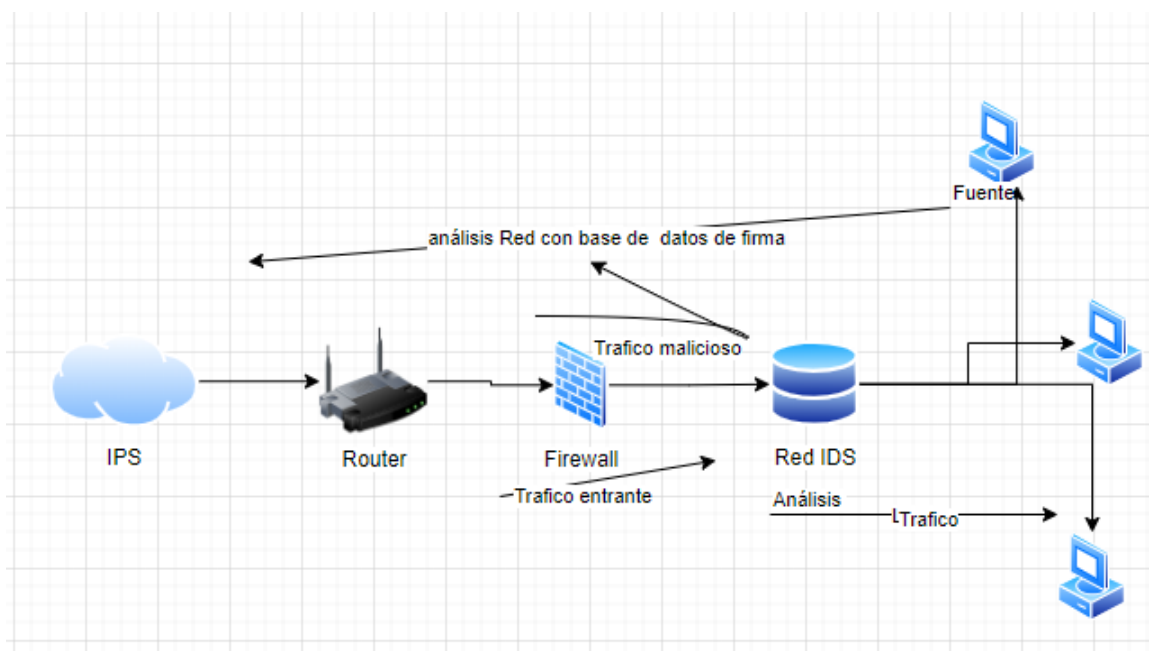 Fuente
análisis Red con base de datos de firma
Trafico malicioso
IPS
Router
Firewall
Red IDS
Trafico entrante
Análisis
Trafico